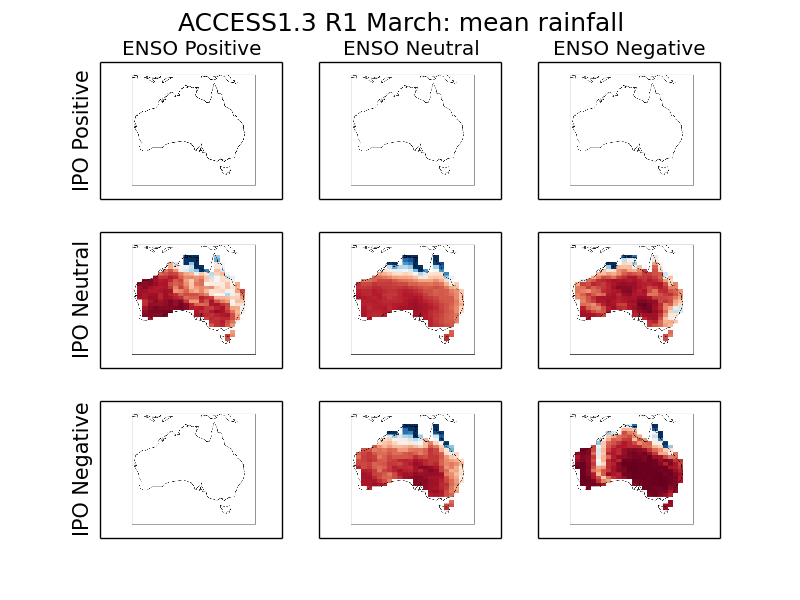 ACCESS1.3 R1 March: mean rainfall
ENSO Positive
ENSO Neutral
ENSO Negative
IPO Positive
IPO Neutral
IPO Negative